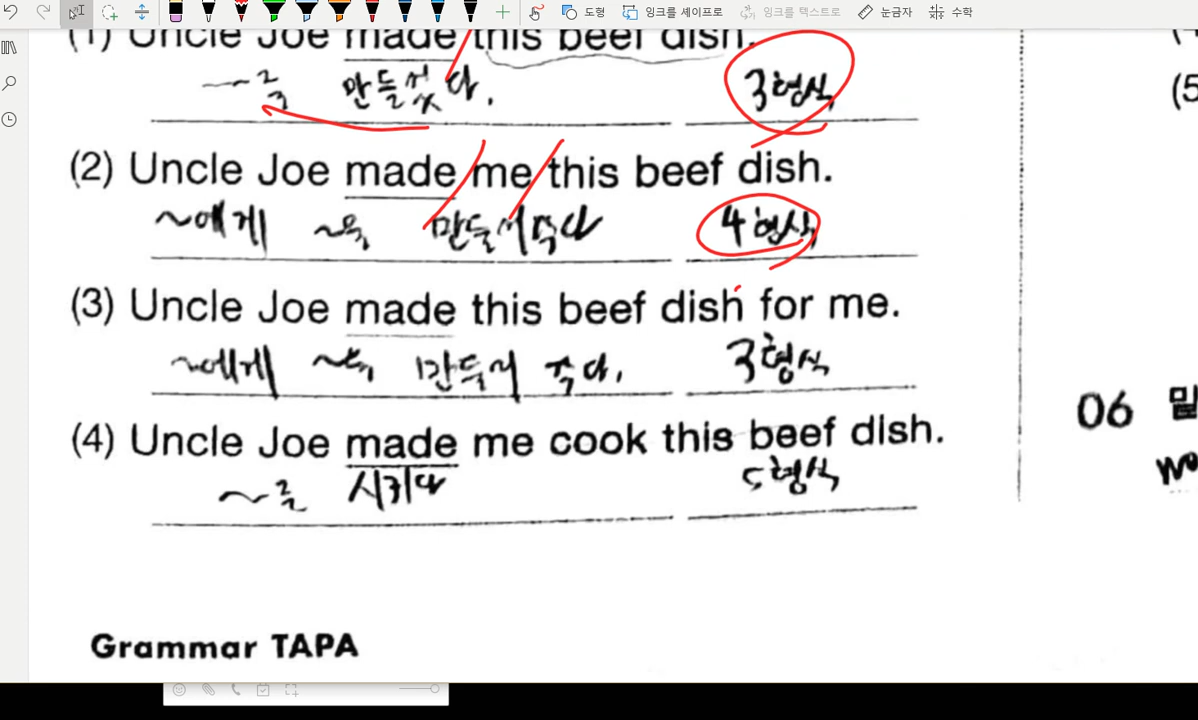 도형 잉크를 셰이프로 잉크를 텍스트로 눈금자 수학
(1) Uncle Joe made this beef dish.
~를 만들었다. 3형식
(2) Uncle Joe made me this beef dish.
~에게 ~을 만들어주다 4형식
(3) Uncle Joe made this beef dish for me.
~에게 만들어 주다. 3형식
(4) Uncle Joe made me cook this beef dish.
~를 시키다 5형식
(5
06 밑
Grammar TAPA